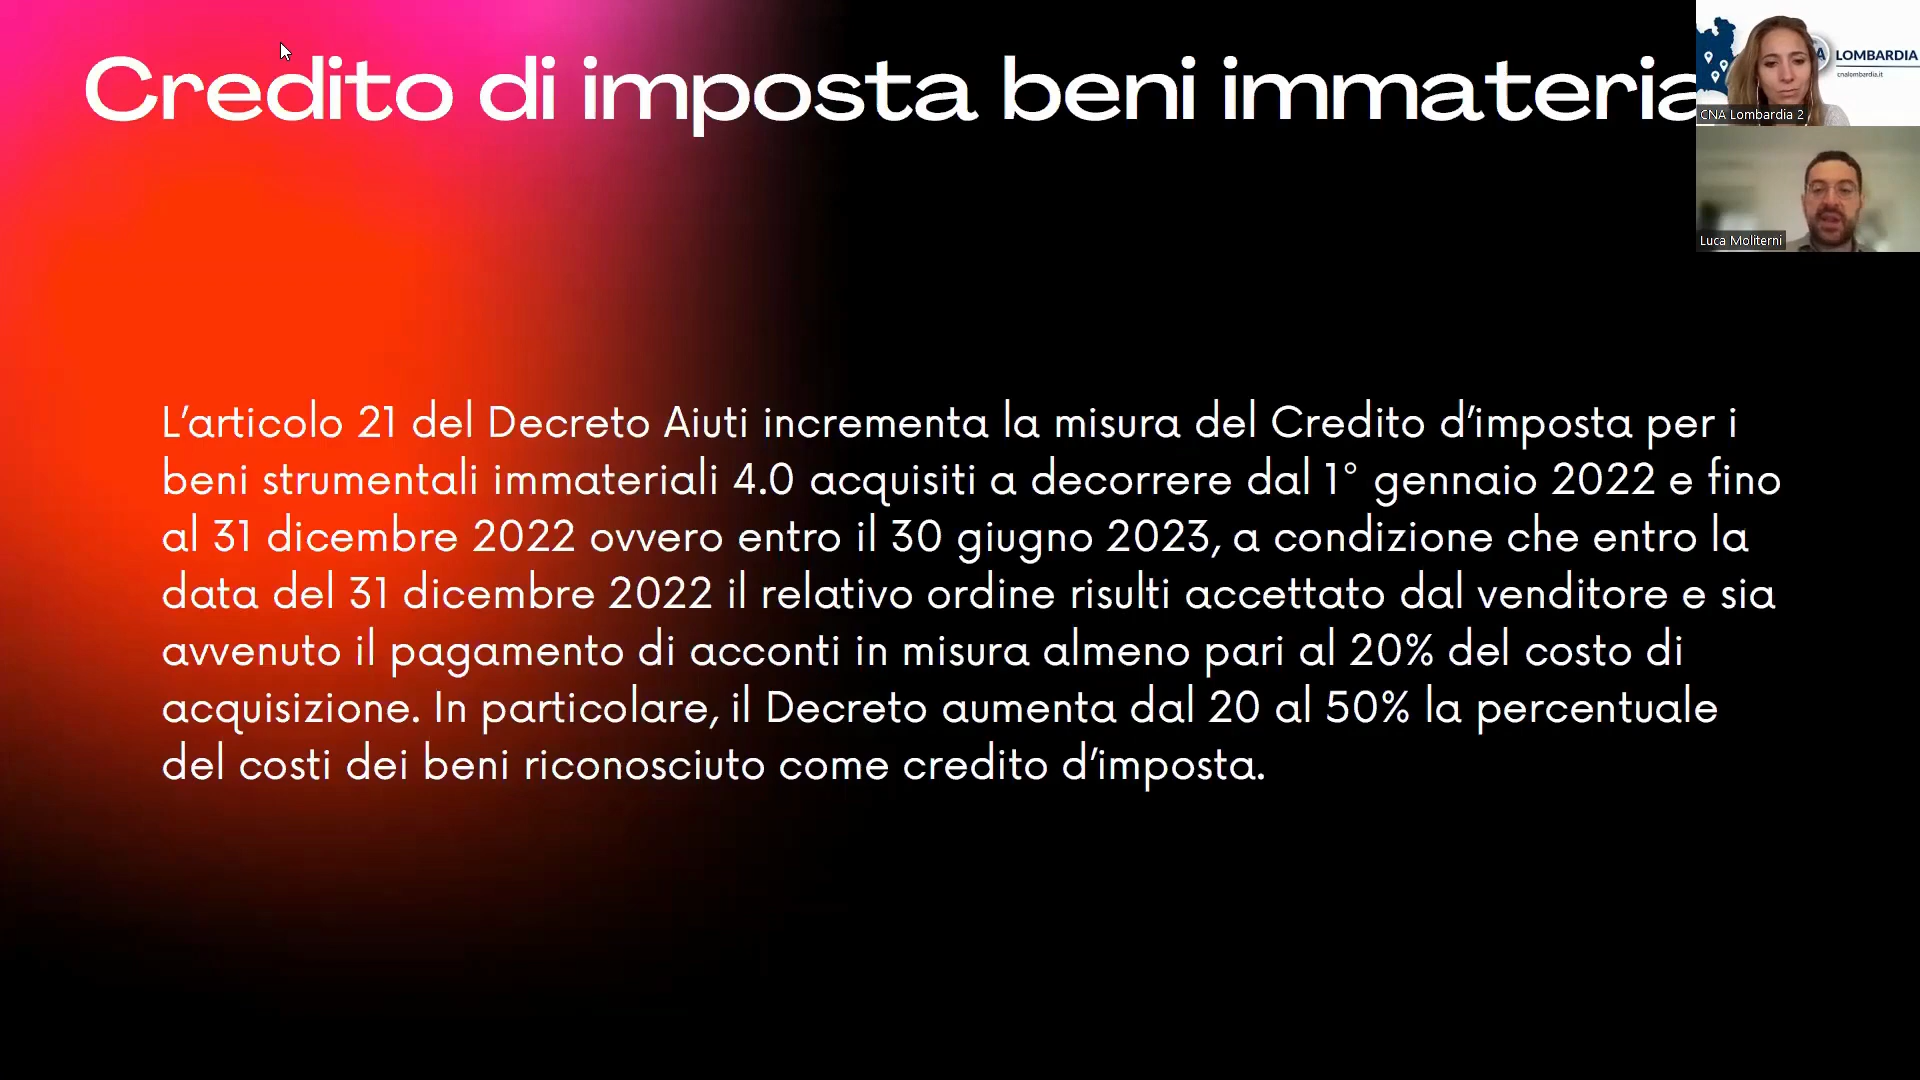 Credito di imposta beni immateria
LOMBARDIA
cnalombardia.it
CNA Lombardia 2
Luca Moliterni
L'articolo 21 del Decreto Aiuti incrementa la misura del Credito d'imposta per i
beni strumentali immateriali 4.0 acquisiti a decorrere dal 1° gennaio 2022 e fino
al 31 dicembre 2022 ovvero entro il 30 giugno 2023, a condizione che entro la
data del 31 dicembre 2022 il relativo ordine risulti accettato dal venditore e sia
avvenuto il pagamento di acconti in misura almeno pari al 20% del costo di
acquisizione. In particolare, il Decreto aumenta dal 20 al 50% la percentuale
del costi dei beni riconosciuto come credito d'imposta.